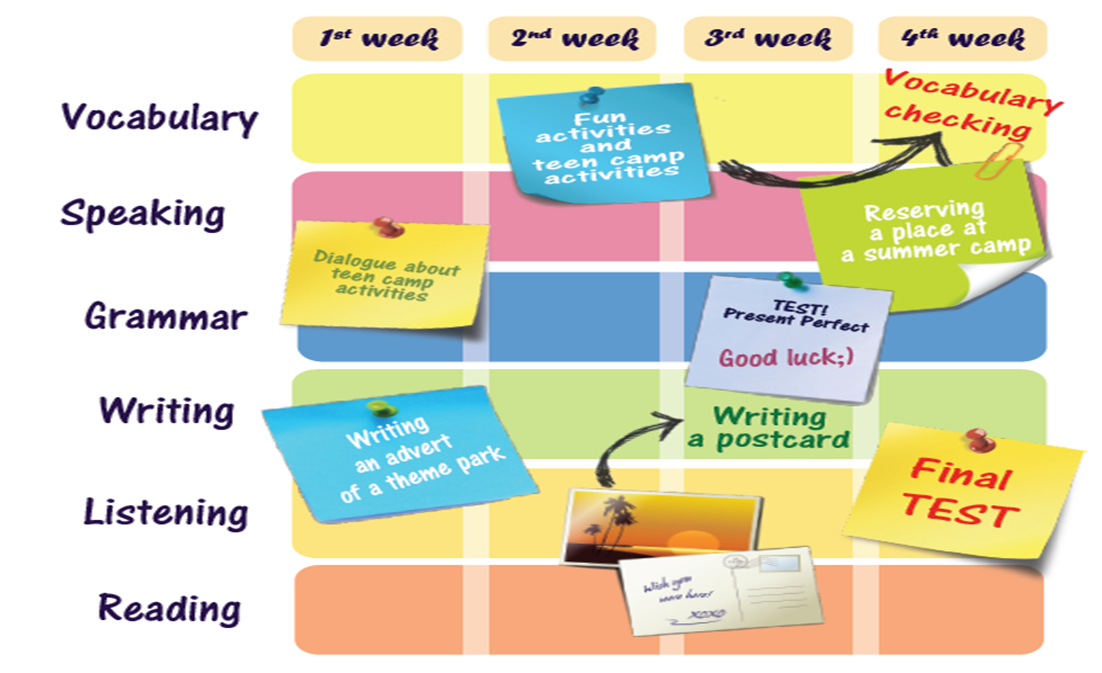 1st week
2nd week
3rd week
4th week
Vocabulary
Fun
activities
and
teen camp
activities
Vocabulary
checking
Speaking
Dialogue about
teen camp
activities
Reserving
a place at
a summer camp
Grammar
TEST!
Present Perfect
Good luck;)
Writing
Writing
an advert
of a theme park
Writing
a postcard
Listening
Final
TEST
Reading
Wish you
were here!
XOXO